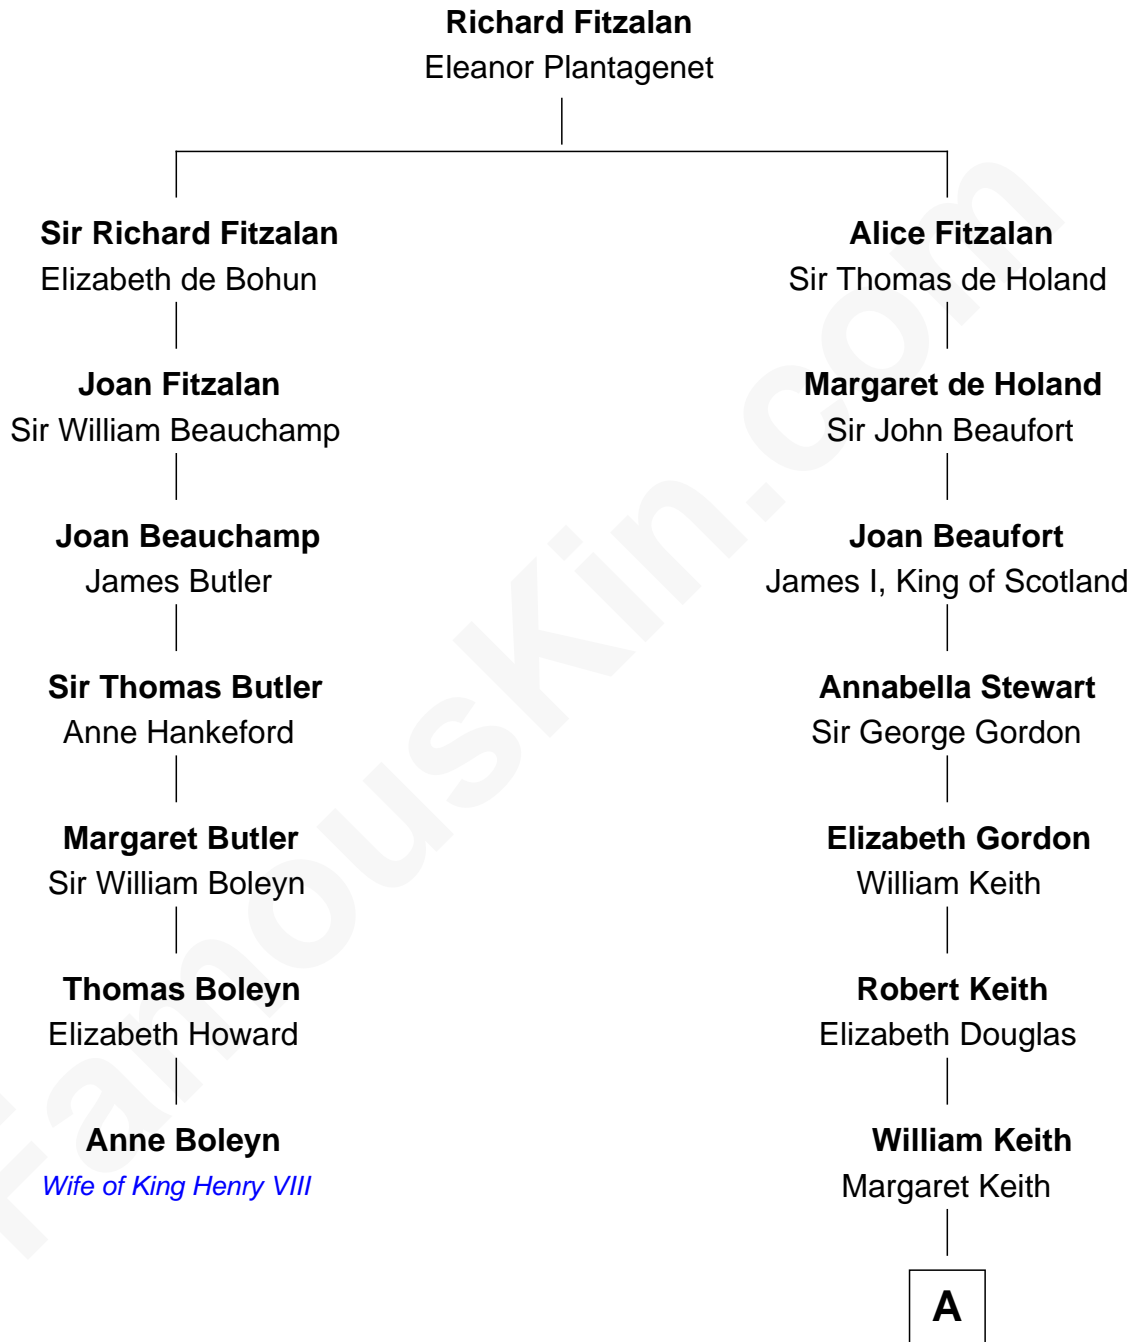 Richard Fitzalan
Eleanor Plantagenet
Sir Richard Fitzalan
Elizabeth de Bohun
Alice Fitzalan
Sir Thomas de Holand
Joan Fitzalan
Sir William Beauchamp
Margaret de Holand
Sir John Beaufort
Joan Beauchamp
James Butler
Joan Beaufort
James I, King of Scotland
Sir Thomas Butler
Anne Hankeford
Annabella Stewart
Sir George Gordon
Margaret Butler
Sir William Boleyn
Elizabeth Gordon
William Keith
Thomas Boleyn
Elizabeth Howard
Robert Keith
Elizabeth Douglas
Anne Boleyn
Wife of King Henry VIII
William Keith
Margaret Keith
A
FamousKin.com